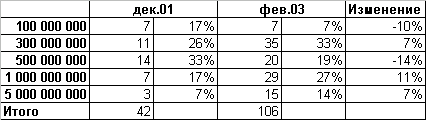 дек.01 фев.03 Изменение
100 000 000 7 17% 7 7% -10%
300 000 000 11 26% 35 33% 7%
500 000 000 14 33% 20 19% -14%
1 000 000 000 7 17% 29 27% 11%
5 000 000 000 3 7% 15 14% 7%
Итого 42 106